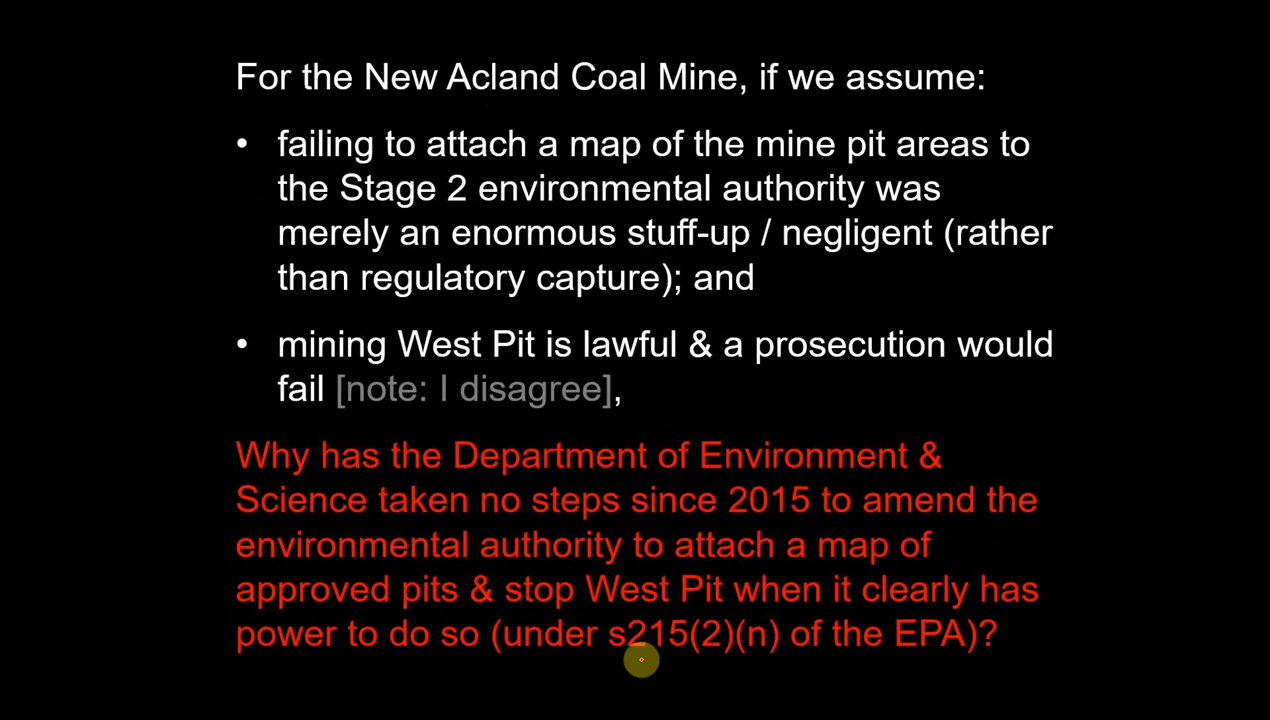 For the New Acland Coal Mine, if we assume:
• failing to attach a map of the mine pit areas to
the Stage 2 environmental authority was
merely an enormous stuff-up / negligent (rather
than regulatory capture); and
• mining West Pit is lawful & a prosecution would
fail [note: I disagree],
Why has the Department of Environment &
Science taken no steps since 2015 to amend the
environmental authority to attach a map of
approved pits & stop West Pit when it clearly has
power to do so (under s215(2)(n) of the EPA)?